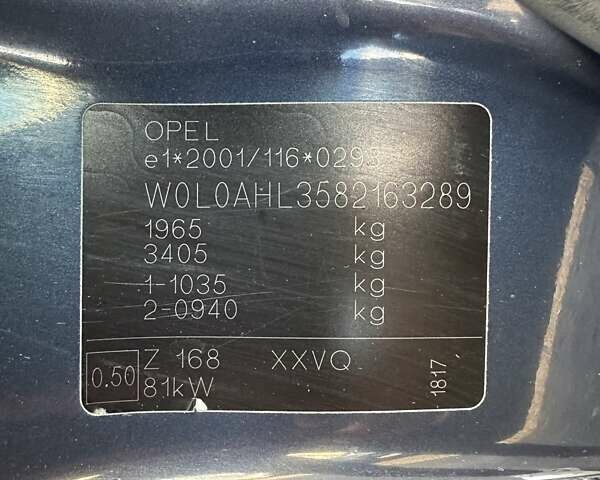 OPEL
e1*2001/116*0293
W0L0AHL3582163289
1965 kg
3405 kg
1-1035 kg
2-0940 kg
Z 168 XXVQ
0.50
81kW
1817